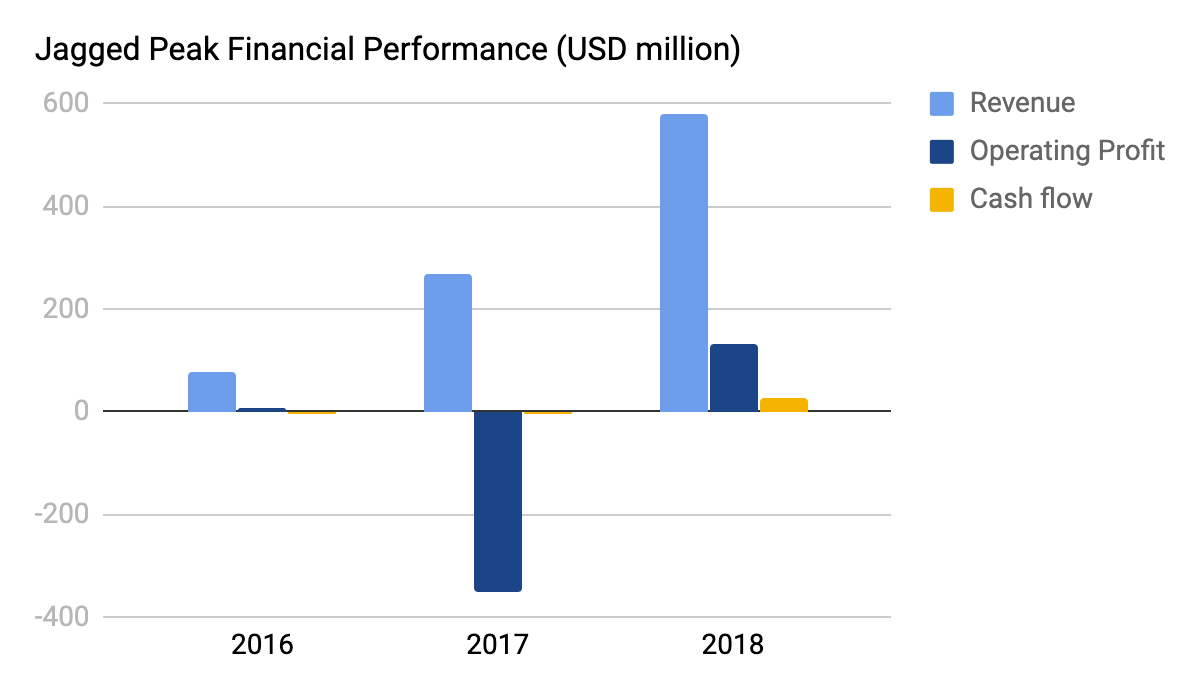 Jagged Peak Financial Performance (USD million)
600
400
200
0
-200
-400
2016 2017 2018
Revenue
Operating Profit
Cash flow